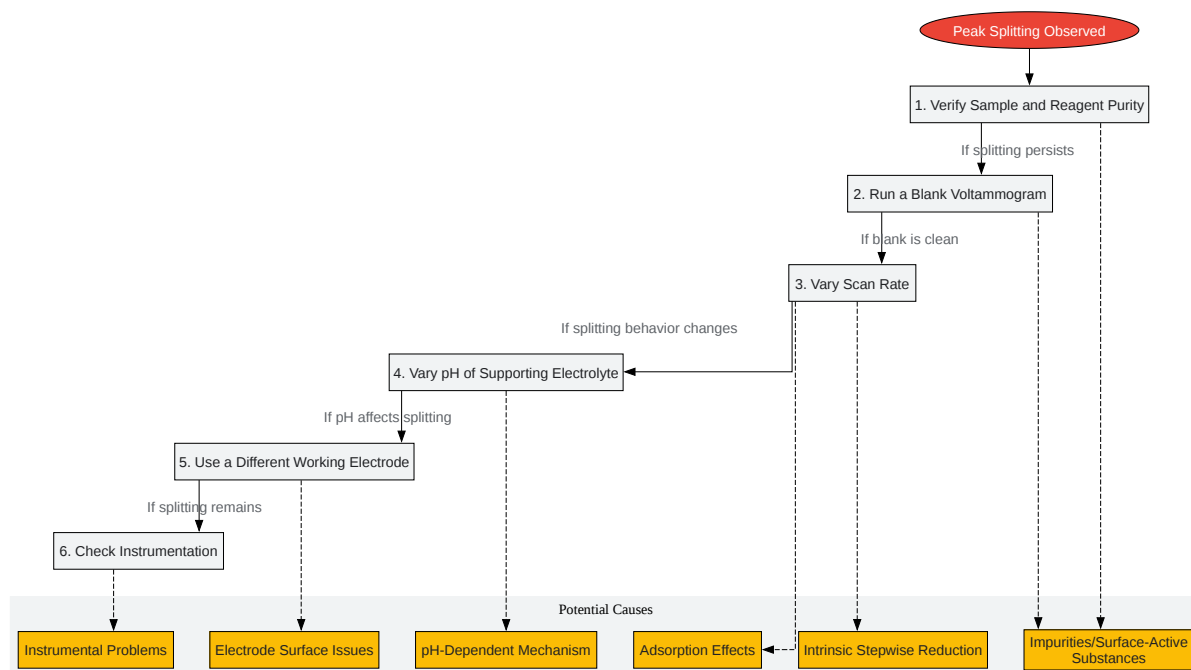 Peak Splitting Observed
1. Verify Sample and Reagent Purity
If splitting persists
2. Run a Blank Voltammogram
If blank is clean
3. Vary Scan Rate
If splitting behavior changes
4. Vary pH of Supporting Electrolyte
If pH affects splitting
5. Use a Different Working Electrode
If splitting remains
6. Check Instrumentation
Potential Causes
Instrumental Problems
Electrode Surface Issues
pH-Dependent Mechanism
Adsorption Effects
Intrinsic Stepwise Reduction
Impurities/Surface-Active
Substances